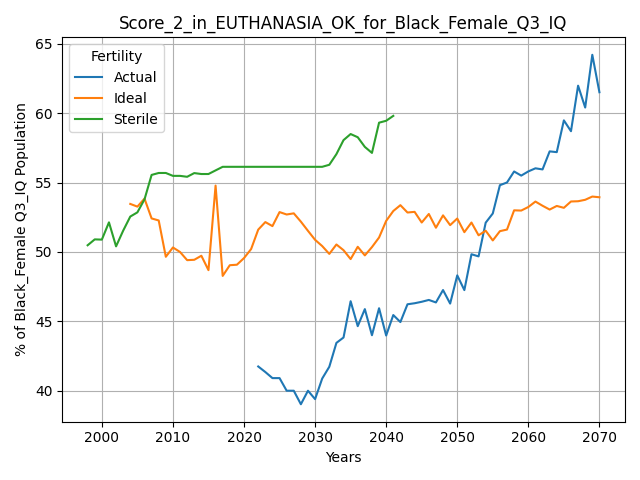 Score_2_in_EUTHANASIA_OK_for_Black_Female_Q3_IQ
% of Black_Female Q3_IQ Population
65
60
55
50
45
40
Fertility
Actual
Ideal
Sterile
2000 2010 2020 2030 2040 2050 2060 2070
Years